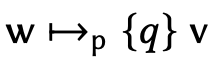 w ↦ₚ {q} v